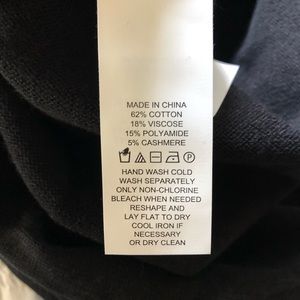 MADE IN CHINA
62% COTTON
18% VISCOSE
15% POLYAMIDE
5% CASHMERE
HAND WASH COLD
WASH SEPARATELY
ONLY NON-CHLORINE
BLEACH WHEN NEEDED
RESHAPE AND
LAY FLAT TO DRY
COOL IRON IF
NECESSARY
OR DRY CLEAN